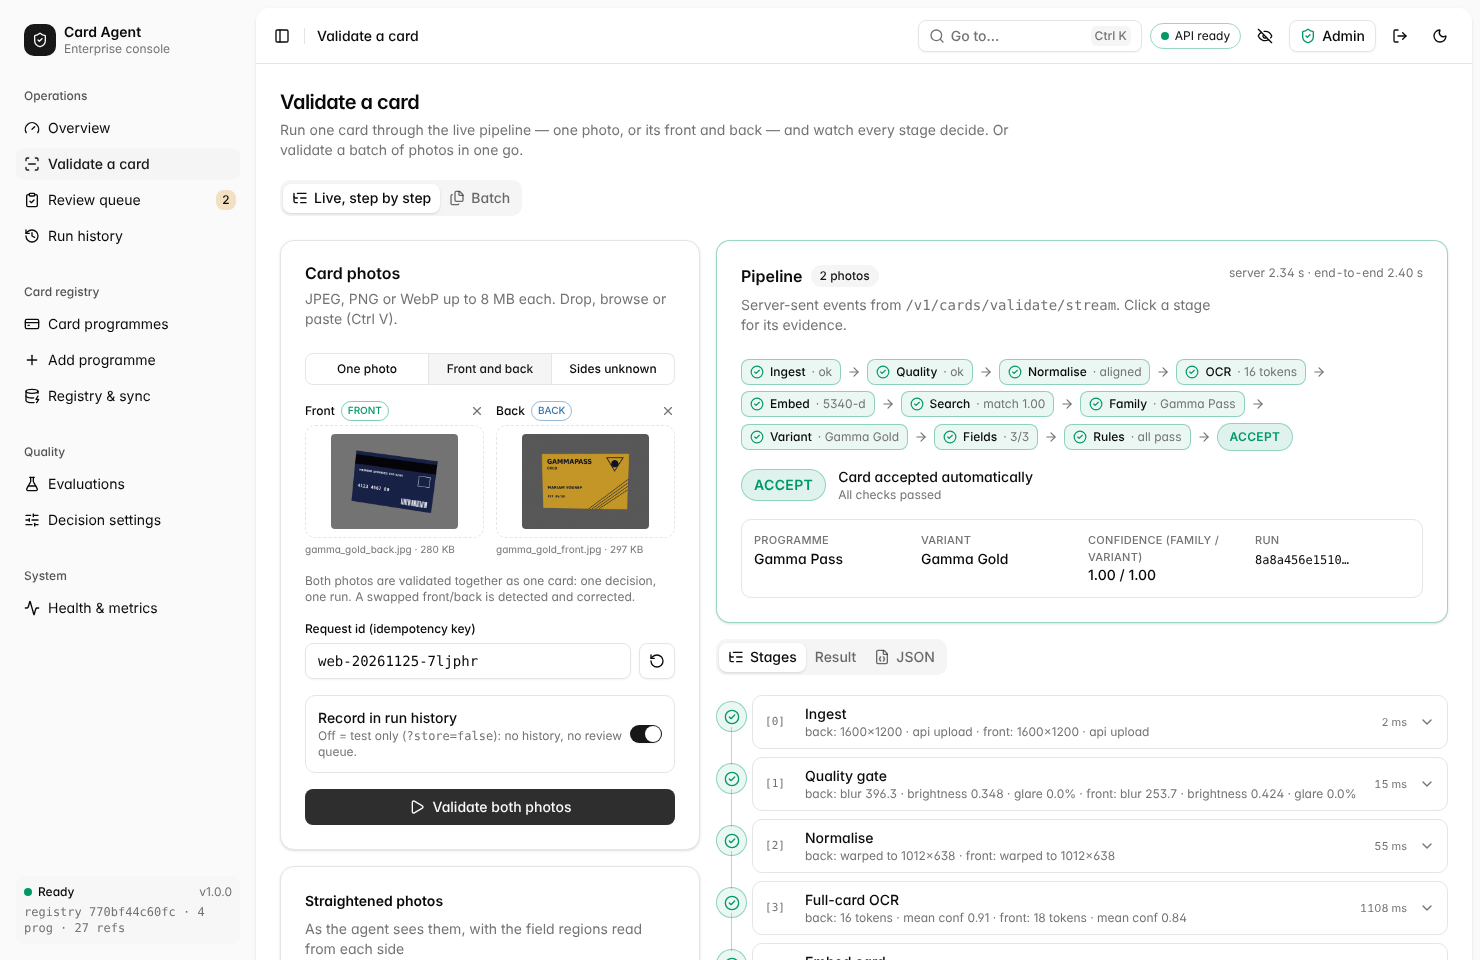 Card Agent
Enterprise console
Operations
Overview
Validate a card
Review queue
2
Run history
Card registry
Card programmes
Add programme
Registry & sync
Quality
Evaluations
Decision settings
System
Health & metrics
Ready
v1.0.0
registry 770bf44c60fc · 4
prog · 27 refs
Validate a card
Go to...
Ctrl K
API ready
Admin
Validate a card
Run one card through the live pipeline — one photo, or its front and back — and watch every stage decide. Or
validate a batch of photos in one go.
Live, step by step
Batch
Card photos
JPEG, PNG or WebP up to 8 MB each. Drop, browse or
paste (Ctrl V).
One photo
Front and back
Sides unknown
Front FRONT
Back BACK
GAMMAPASS
GOLD
MARIAM YOUSEF
gamma_gold_back.jpg · 280 KB
gamma_gold_front.jpg · 297 KB
Both photos are validated together as one card: one decision,
one run. A swapped front/back is detected and corrected.
Request id (idempotency key)
web-20261125-7ljphr
Record in run history
Off = test only (?store=false): no history, no review
queue.
Validate both photos
Straightened photos
As the agent sees them, with the field regions read
from each side
Pipeline
2 photos
server 2.34 s · end-to-end 2.40 s
Server-sent events from /v1/cards/validate/stream. Click a stage
for its evidence.
Ingest · ok → Quality · ok → Normalise · aligned → OCR · 16 tokens →
Embed · 5340-d → Search · match 1.00 → Family · Gamma Pass →
Variant · Gamma Gold → Fields · 3/3 → Rules · all pass → ACCEPT
ACCEPT
Card accepted automatically
All checks passed
PROGRAMME
Gamma Pass
VARIANT
Gamma Gold
CONFIDENCE (FAMILY /
VARIANT)
1.00 / 1.00
RUN
8a8a456e1510…
Stages
Result
JSON
[0]
Ingest
back: 1600×1200 · api upload · front: 1600×1200 · api upload
2 ms
[1]
Quality gate
back: blur 396.3 · brightness 0.348 · glare 0.0% · front: blur 253.7 · brightness 0.424 · glare 0.0%
15 ms
[2]
Normalise
back: warped to 1012×638 · front: warped to 1012×638
55 ms
[3]
Full-card OCR
back: 16 tokens · mean conf 0.91 · front: 18 tokens · mean conf 0.84
1108 ms